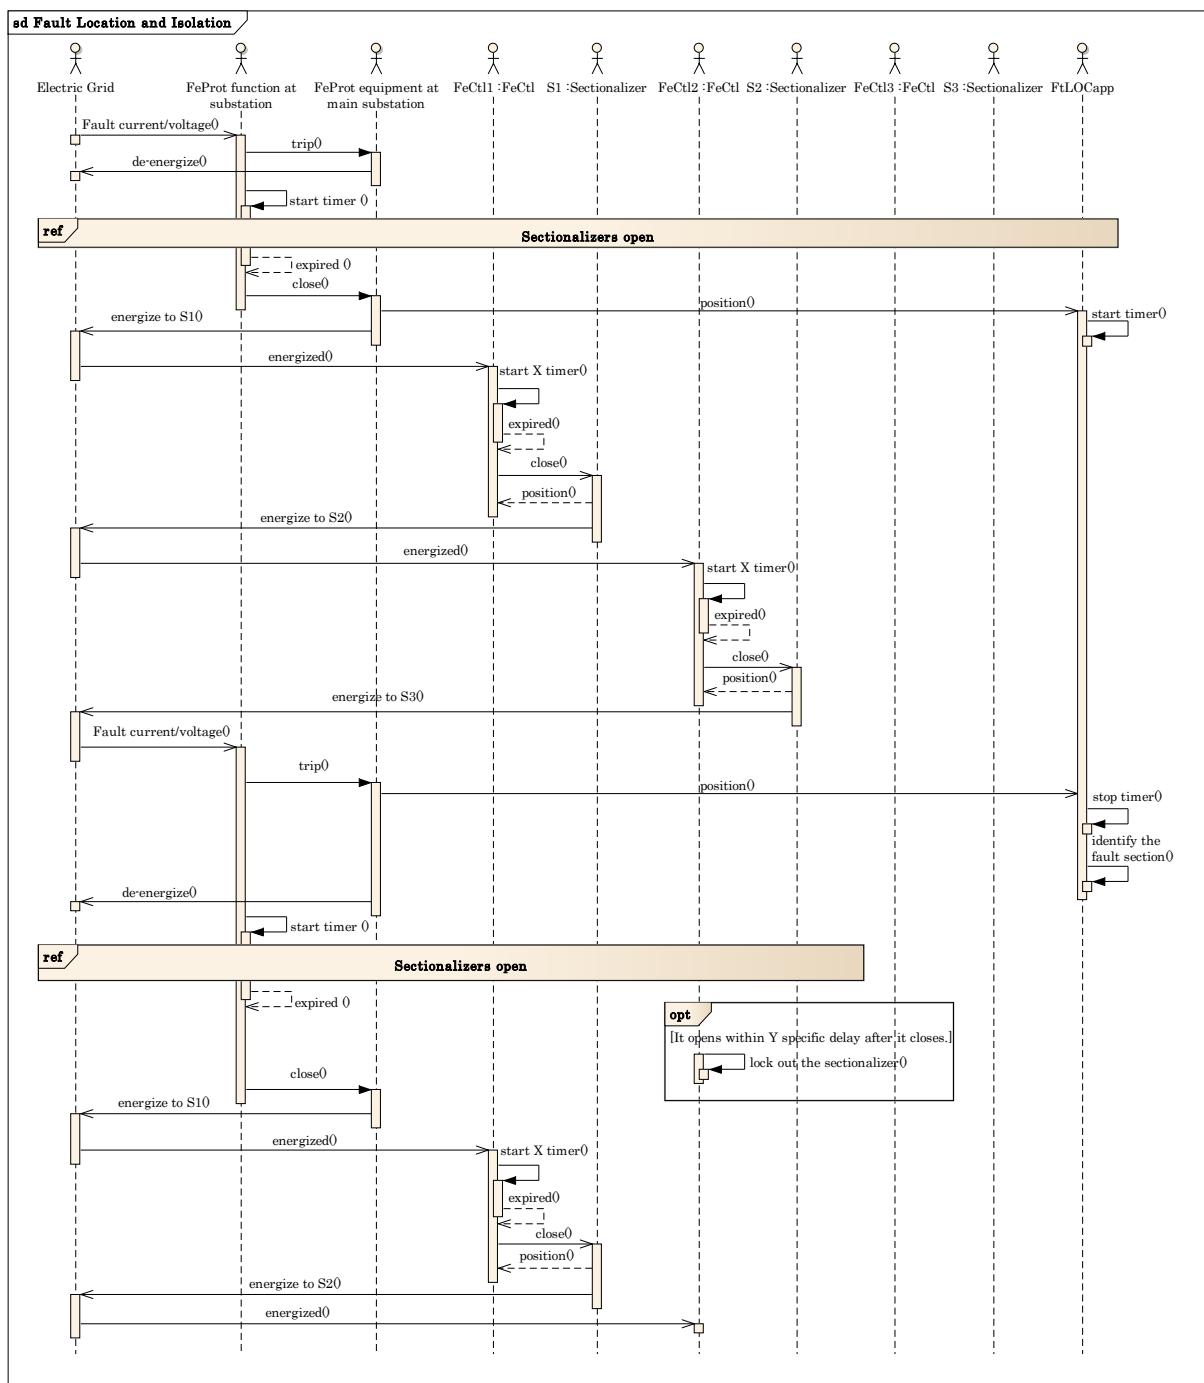 sd Fault Location and Isolation
Electric Grid
FeProt function at
substation
FeProt equipment at
main substation
FeCtl1 :FeCtl
S1 :Sectionalizer
FeCtl2 :FeCtl
S2 :Sectionalizer
FeCtl3 :FeCtl
S3 :Sectionalizer
FtLOCapp
Fault current/voltage()
trip()
de-energize()
start timer ()
ref
Sectionalizers open
expired ()
close()
position()
start timer()
energize to S1()
energized()
start X timer()
expired()
close()
position()
energize to S2()
energized()
start X timer()
expired()
close()
position()
energize to S3()
Fault current/voltage()
trip()
position()
stop timer()
identify the
fault section()
de-energize()
start timer ()
ref
Sectionalizers open
expired ()
opt
[It opens within Y specific delay after it closes.]
lock out the sectionalizer()
close()
energize to S1()
energized()
start X timer()
expired()
close()
position()
energize to S2()
energized()